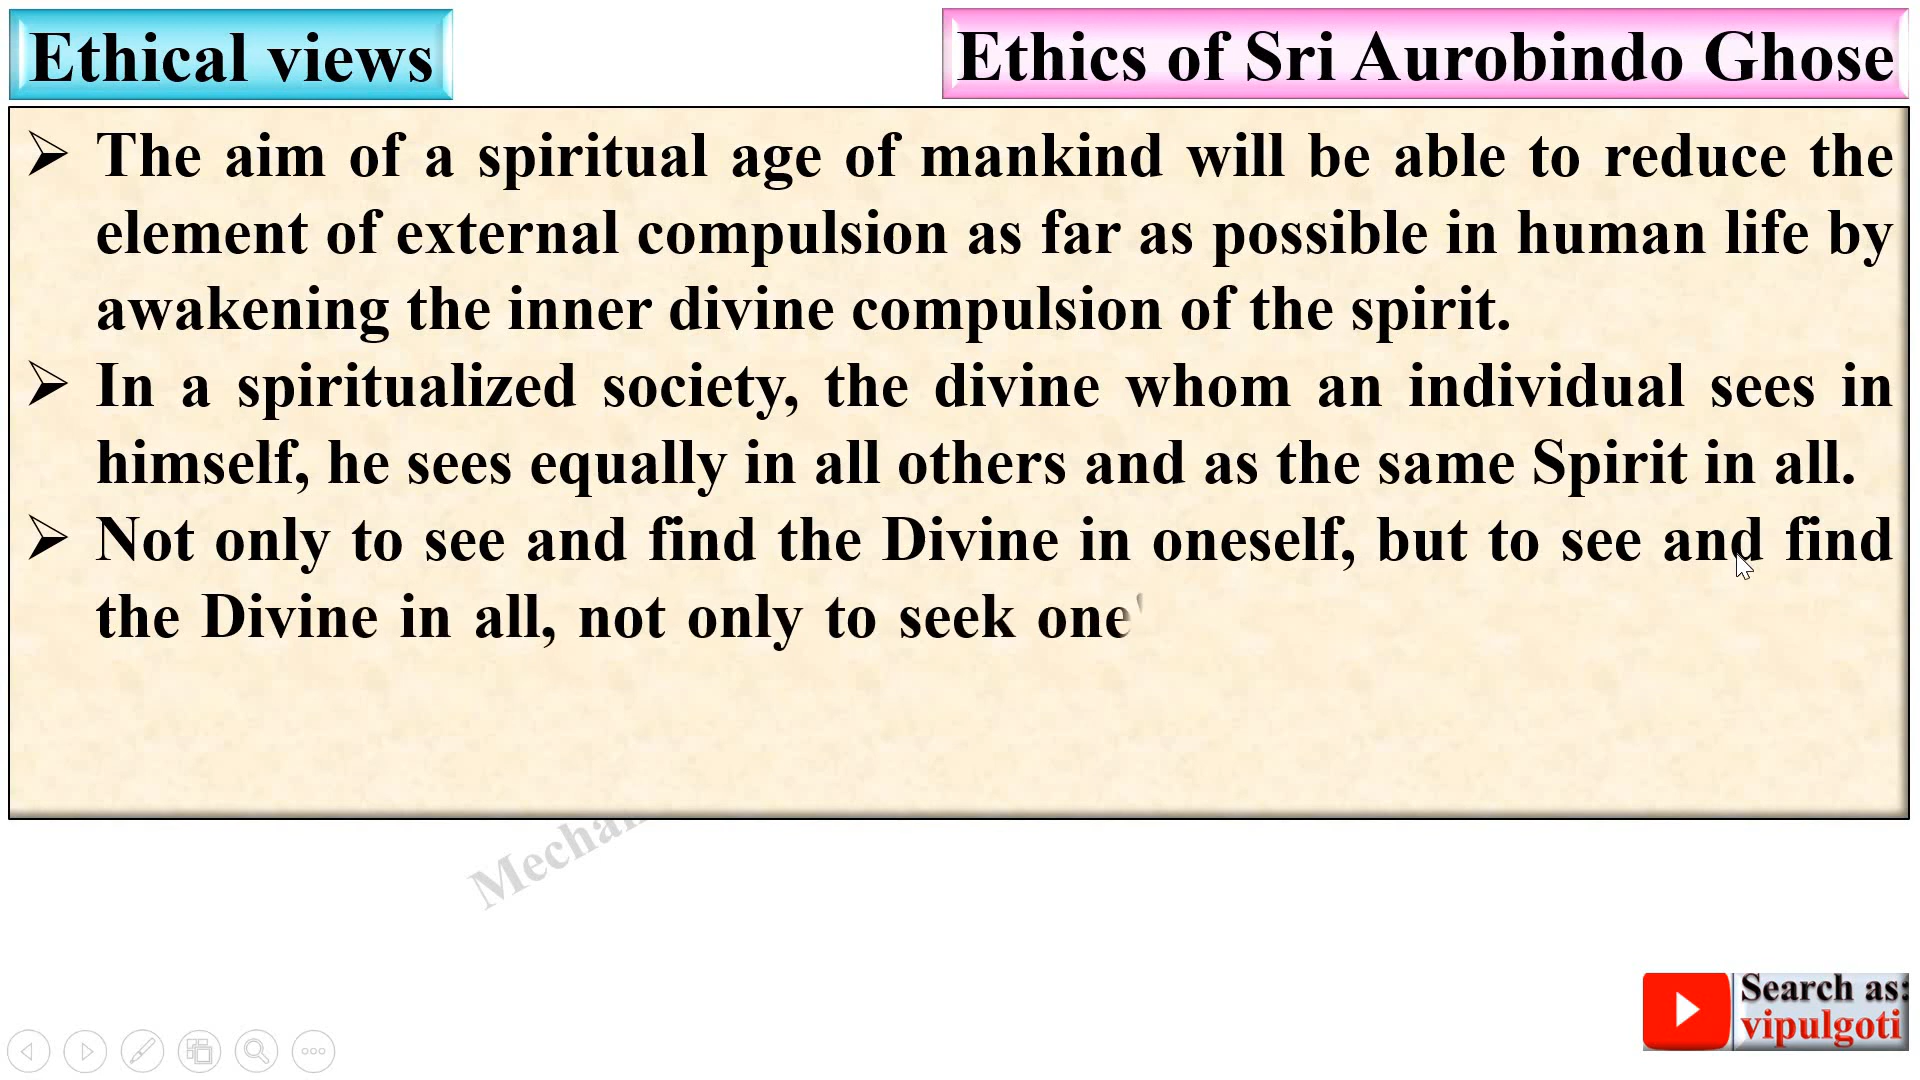 Ethical views
Ethics of Sri Aurobindo Ghose
➢ The aim of a spiritual age of mankind will be able to reduce the
element of external compulsion as far as possible in human life by
awakening the inner divine compulsion of the spirit.
➢ In a spiritualized society, the divine whom an individual sees in
himself, he sees equally in all others and as the same Spirit in all.
➢ Not only to see and find the Divine in oneself, but to see and find
the Divine in all, not only to seek one'
Search as:
vipulgoti